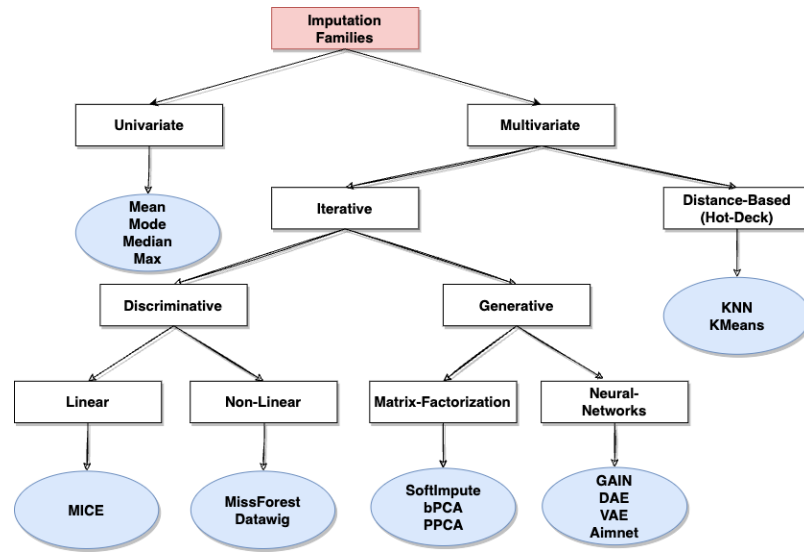 Imputation
Families
Univariate
Multivariate
Mean
Mode
Median
Max
Iterative
Distance-Based
(Hot-Deck)
Discriminative
Generative
KNN
KMeans
Linear
Non-Linear
Matrix-Factorization
Neural-
Networks
MICE
MissForest
Datawig
SoftImpute
bPCA
PPCA
GAIN
DAE
VAE
Aimnet